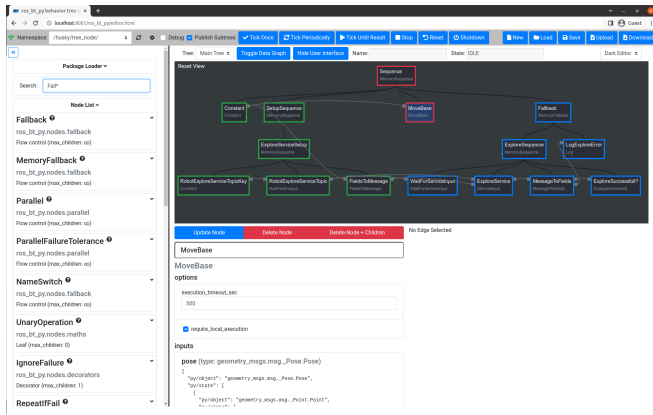 ros_bt_py behavior tree -
localhost:8085/ros_bt_py/editor.html
Guest
Namespace: /husky/tree_node/
Debug Publish Subtrees Tick Once Tick Periodically Tick Until Result Stop Reset Shutdown New Load Save Upload Download
Package Loader
Search: Fall*
Node List
Fallback
ros_bt_py.nodes.fallback
Flow control (max_children: ∞)
MemoryFallback
ros_bt_py.nodes.fallback
Flow control (max_children: ∞)
Parallel
ros_bt_py.nodes.parallel
Flow control (max_children: ∞)
ParallelFailureTolerance
ros_bt_py.nodes.parallel
Flow control (max_children: ∞)
NameSwitch
ros_bt_py.nodes.fallback
Flow control (max_children: ∞)
UnaryOperation
ros_bt_py.nodes.maths
Leaf (max_children: 0)
IgnoreFailure
ros_bt_py.nodes.decorators
Decorator (max_children: 1)
RepeatIfFail
Tree: Main Tree Toggle Data Graph Hide User Interface Name: State: IDLE Dark Editor
Reset View
Sequence
MemorySequence
Constant
Constant
SetupSequence
MemorySequence
MoveBase
MoveBase
Fallback
MemoryFallback
ExploreServiceSetup
MemorySequence
ExploreSequence
MemorySequence
LogExploreError
Log
RobotExploreServiceTopicKey
Constant
RobotExploreServiceTopic
RosParamInput
FieldsToMessage
FieldsToMessage
WaitForServiceInput
WaitForServiceInput
ExploreService
ServiceInput
MessageToFields
MessageToFields
ExploreSuccessful?
CompareConstant
Update Node Delete Node Delete Node + Children
No Edge Selected
MoveBase
MoveBase
options
execution_timeout_sec
500
require_local_execution
inputs
pose (type: geometry_msgs.msg._Pose.Pose)
{
"py/object": "geometry_msgs.msg._Pose.Pose",
"py/state": [
{
"py/object": "geometry_msgs.msg._Point.Point",
"py/state": [